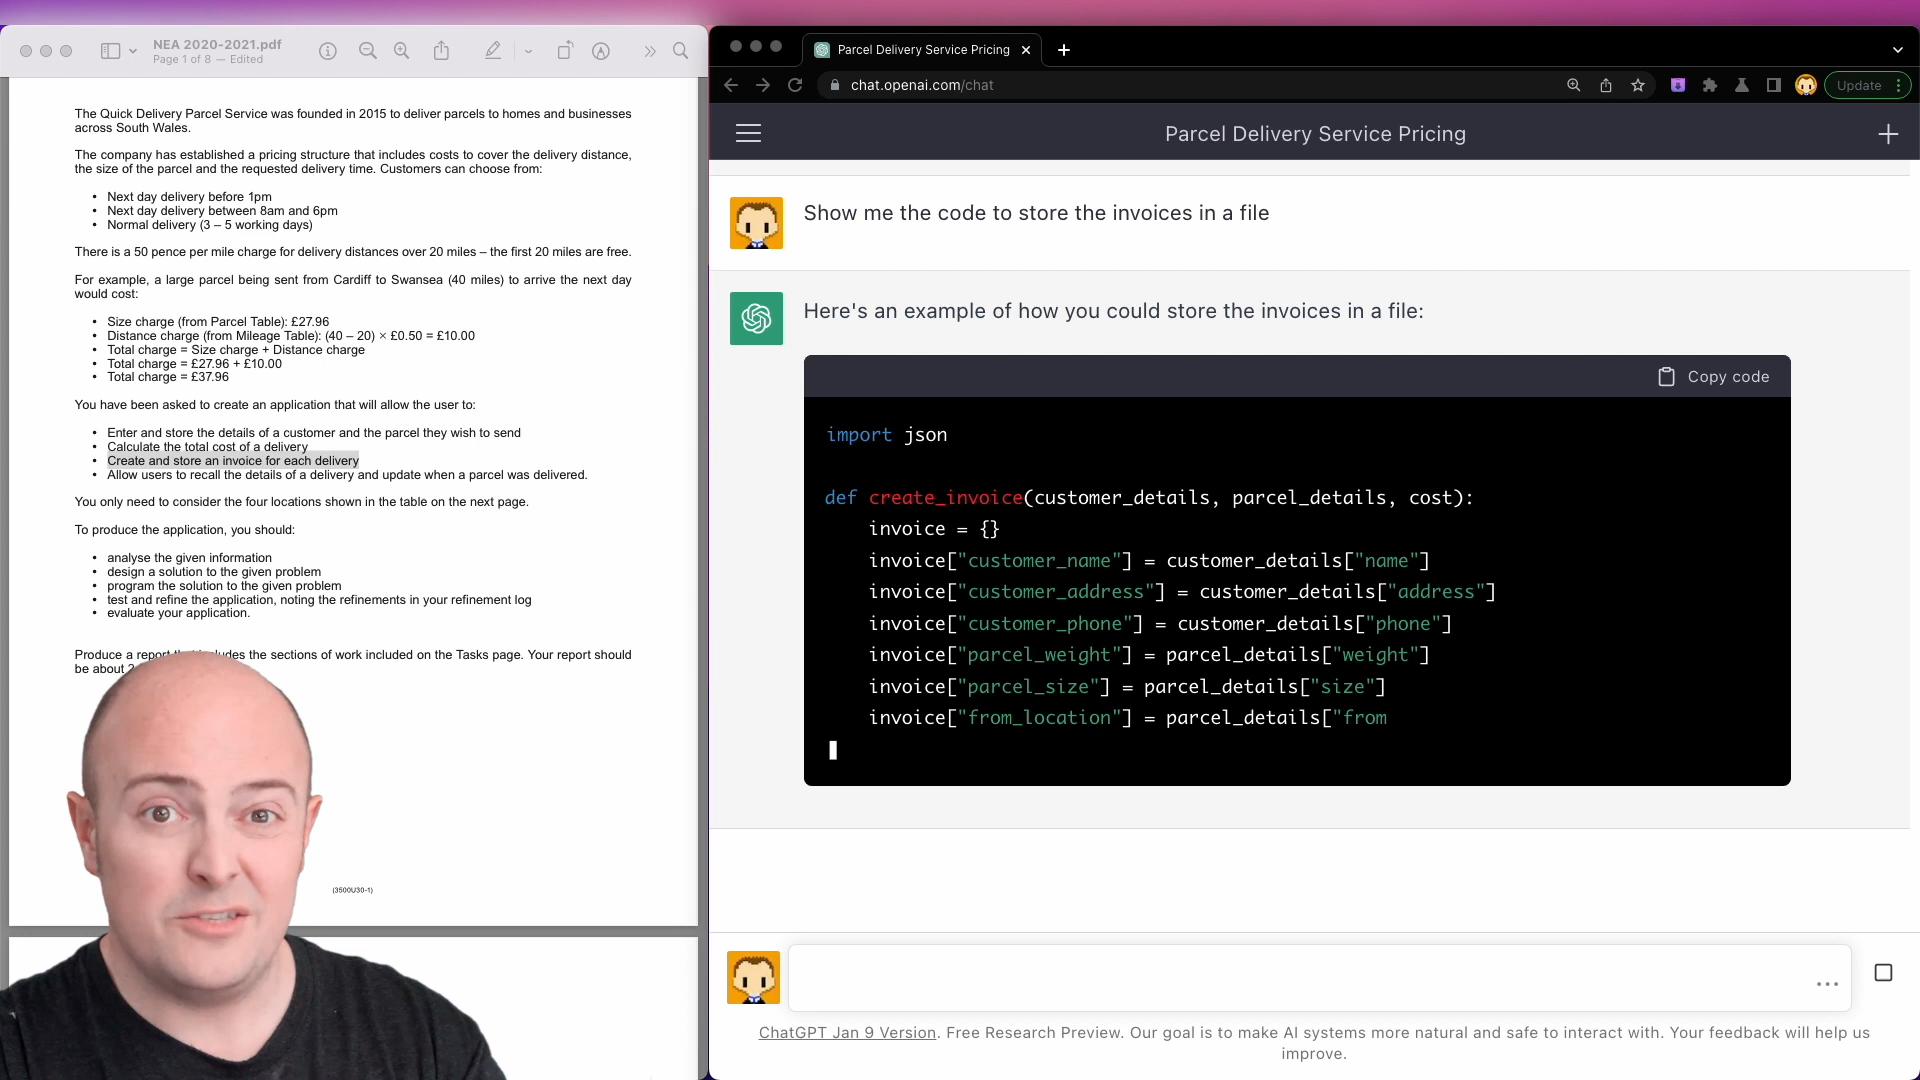 NEA 2020-2021.pdf
Page 1 of 8 — Edited
The Quick Delivery Parcel Service was founded in 2015 to deliver parcels to homes and businesses
across South Wales.
The company has established a pricing structure that includes costs to cover the delivery distance,
the size of the parcel and the requested delivery time. Customers can choose from:
• Next day delivery before 1pm
• Next day delivery between 8am and 6pm
• Normal delivery (3 – 5 working days)
There is a 50 pence per mile charge for delivery distances over 20 miles – the first 20 miles are free.
For example, a large parcel being sent from Cardiff to Swansea (40 miles) to arrive the next day
would cost:
• Size charge (from Parcel Table): £27.96
• Distance charge (from Mileage Table): (40 – 20) × £0.50 = £10.00
• Total charge = Size charge + Distance charge
• Total charge = £27.96 + £10.00
• Total charge = £37.96
You have been asked to create an application that will allow the user to:
• Enter and store the details of a customer and the parcel they wish to send
• Calculate the total cost of a delivery
• Create and store an invoice for each delivery
• Allow users to recall the details of a delivery and update when a parcel was delivered.
You only need to consider the four locations shown in the table on the next page.
To produce the application, you should:
• analyse the given information
• design a solution to the given problem
• program the solution to the given problem
• test and refine the application, noting the refinements in your refinement log
• evaluate your application.
Produce a report the sections of work included on the Tasks page. Your report should
be about
(3500U30-1)
Parcel Delivery Service Pricing
chat.openai.com/chat
Update
Parcel Delivery Service Pricing
Show me the code to store the invoices in a file
Here's an example of how you could store the invoices in a file:
Copy code
import json
def create_invoice(customer_details, parcel_details, cost):
invoice = {}
invoice["customer_name"] = customer_details["name"]
invoice["customer_address"] = customer_details["address"]
invoice["customer_phone"] = customer_details["phone"]
invoice["parcel_weight"] = parcel_details["weight"]
invoice["parcel_size"] = parcel_details["size"]
invoice["from_location"] = parcel_details["from
ChatGPT Jan 9 Version. Free Research Preview. Our goal is to make AI systems more natural and safe to interact with. Your feedback will help us
improve.